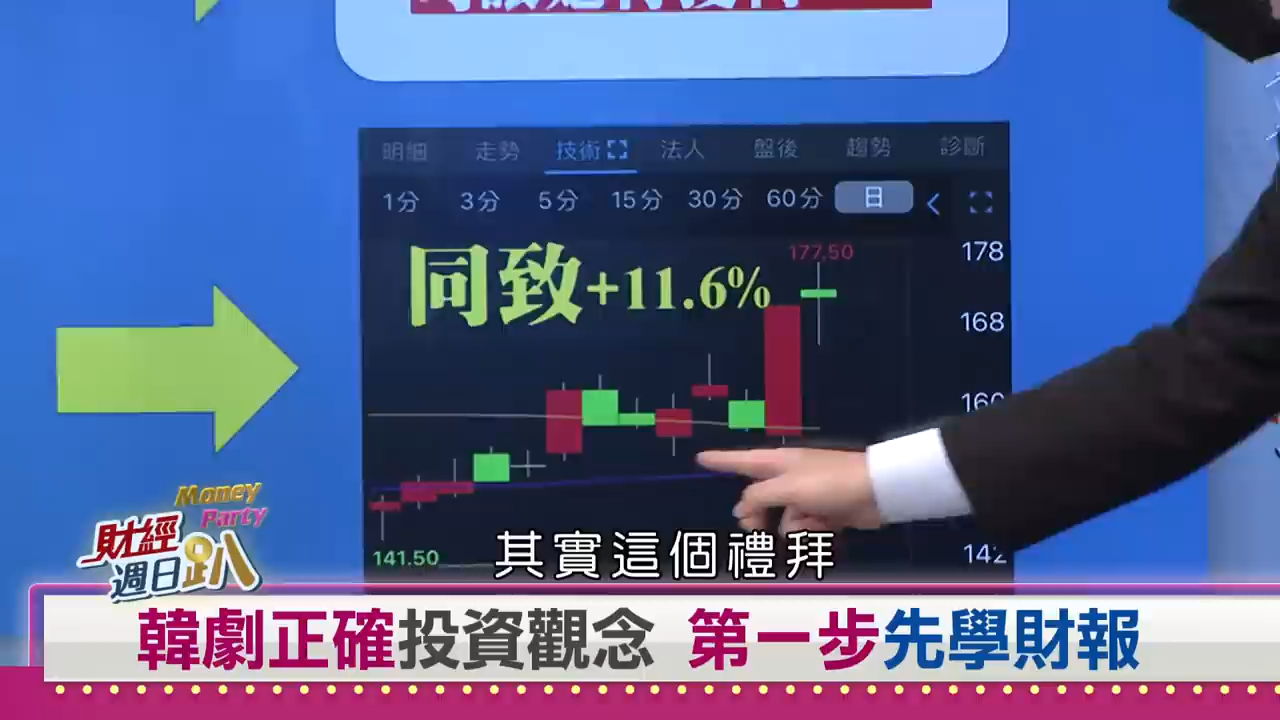 明細 走勢 技術 法人 盤後 趨勢 診斷
1分 3分 5分 15分 30分 60分 日
同致+11.6%
177.50
178
168
160
142
141.50
其實這個禮拜
Money Party
財經
週日趴
韓劇正確投資觀念 第一步先學財報